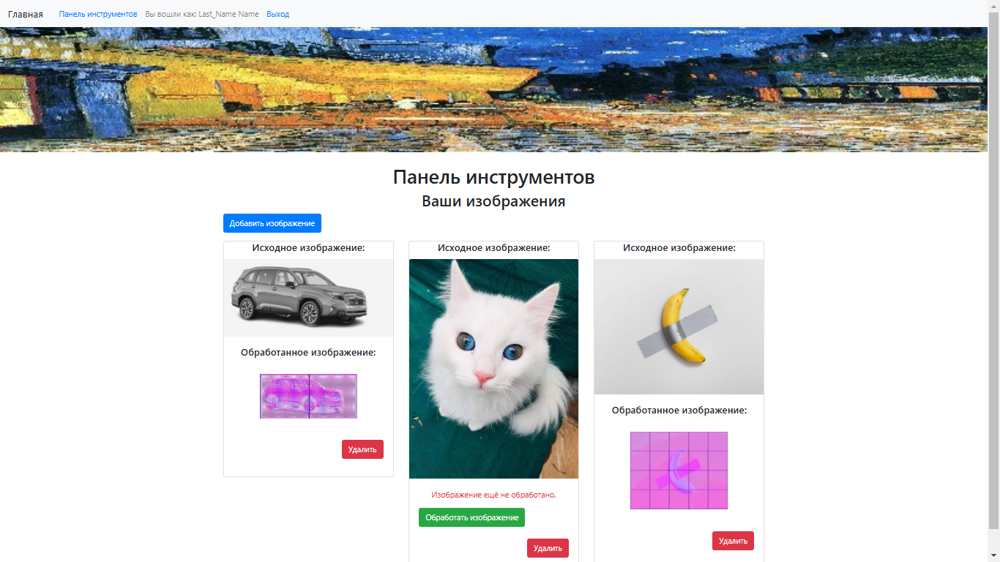 Главная Панель инструментов Вы вошли как: Last_Name Name Выход
Панель инструментов
Ваши изображения
Добавить изображение
Исходное изображение:
Обработанное изображение:
Удалить
Исходное изображение:
Изображение ещё не обработано.
Обработать изображение
Удалить
Исходное изображение:
Обработанное изображение:
Удалить